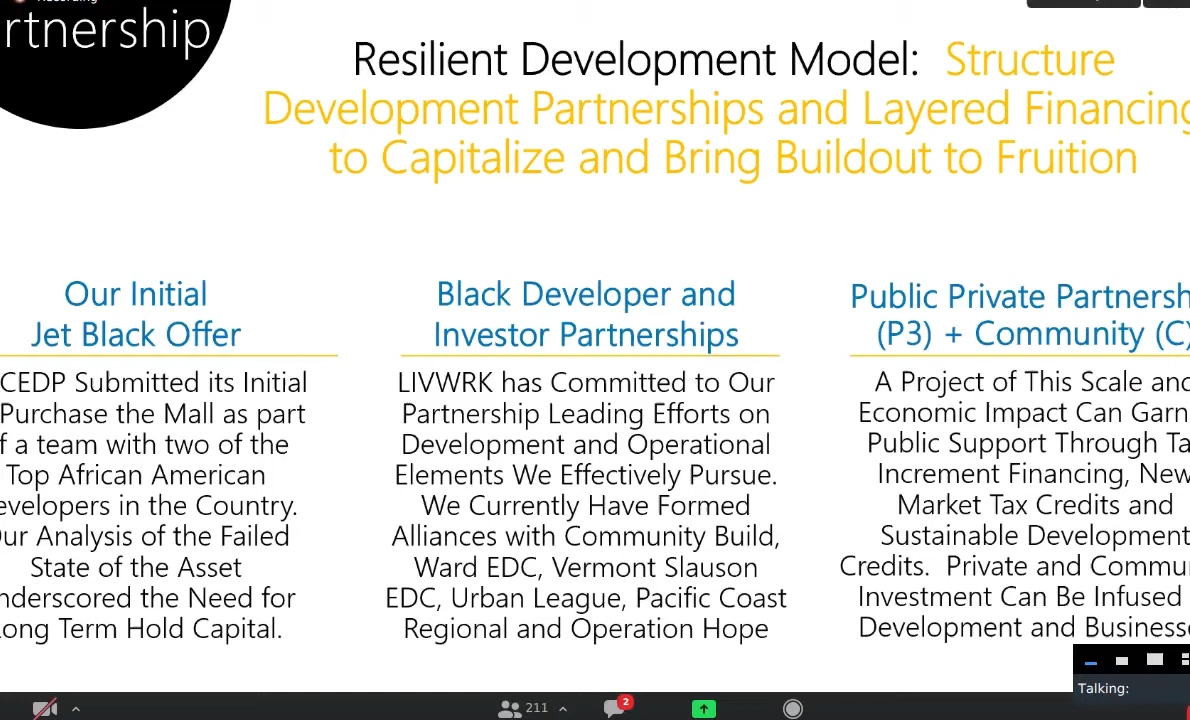 Recording
rtnership
Resilient Development Model: Structure
Development Partnerships and Layered Financing
to Capitalize and Bring Buildout to Fruition
Our Initial
Jet Black Offer
CEDP Submitted its Initial
Purchase the Mall as part
f a team with two of the
Top African American
evelopers in the Country.
ur Analysis of the Failed
State of the Asset
nderscored the Need for
ong Term Hold Capital.
Black Developer and
Investor Partnerships
LIVWRK has Committed to Our
Partnership Leading Efforts on
Development and Operational
Elements We Effectively Pursue.
We Currently Have Formed
Alliances with Community Build,
Ward EDC, Vermont Slauson
EDC, Urban League, Pacific Coast
Regional and Operation Hope
Public Private Partnersh
(P3) + Community (C)
A Project of This Scale and
Economic Impact Can Garn
Public Support Through Ta
Increment Financing, New
Market Tax Credits and
Sustainable Development
Credits. Private and Commu
Investment Can Be Infused
Development and Business
Talking:
211
2